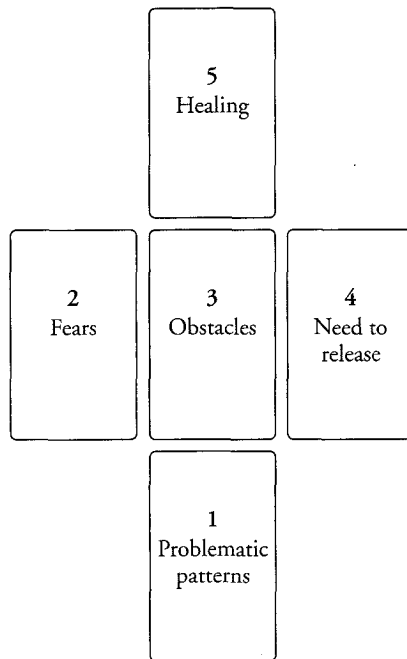 5
Healing
2
Fears
3
Obstacles
4
Need to
release
1
Problematic
patterns